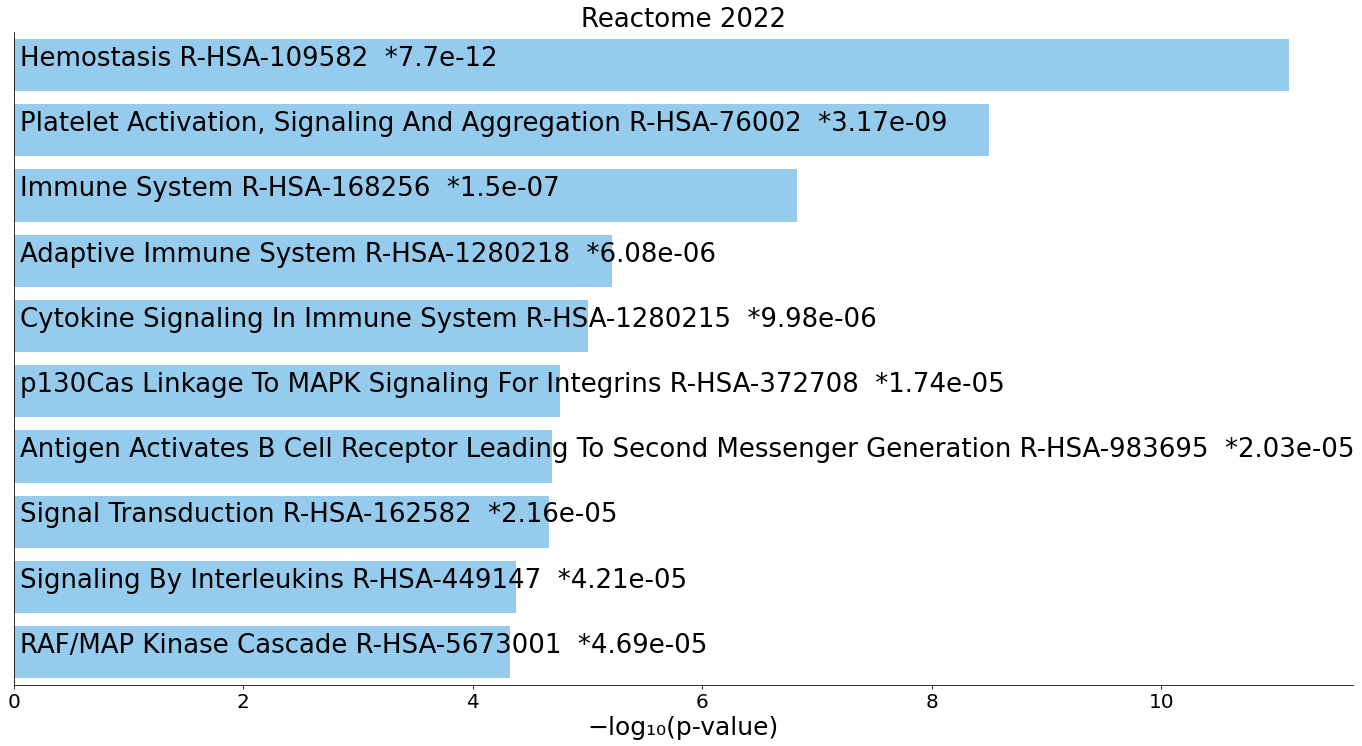 Reactome 2022
Hemostasis R-HSA-109582  *7.7e-12
Platelet Activation, Signaling And Aggregation R-HSA-76002  *3.17e-09
Immune System R-HSA-168256  *1.5e-07
Adaptive Immune System R-HSA-1280218  *6.08e-06
Cytokine Signaling In Immune System R-HSA-1280215  *9.98e-06
p130Cas Linkage To MAPK Signaling For Integrins R-HSA-372708  *1.74e-05
Antigen Activates B Cell Receptor Leading To Second Messenger Generation R-HSA-983695  *2.03e-05
Signal Transduction R-HSA-162582  *2.16e-05
Signaling By Interleukins R-HSA-449147  *4.21e-05
RAF/MAP Kinase Cascade R-HSA-5673001  *4.69e-05
0 2 4 6 8 10
−log₁₀(p-value)